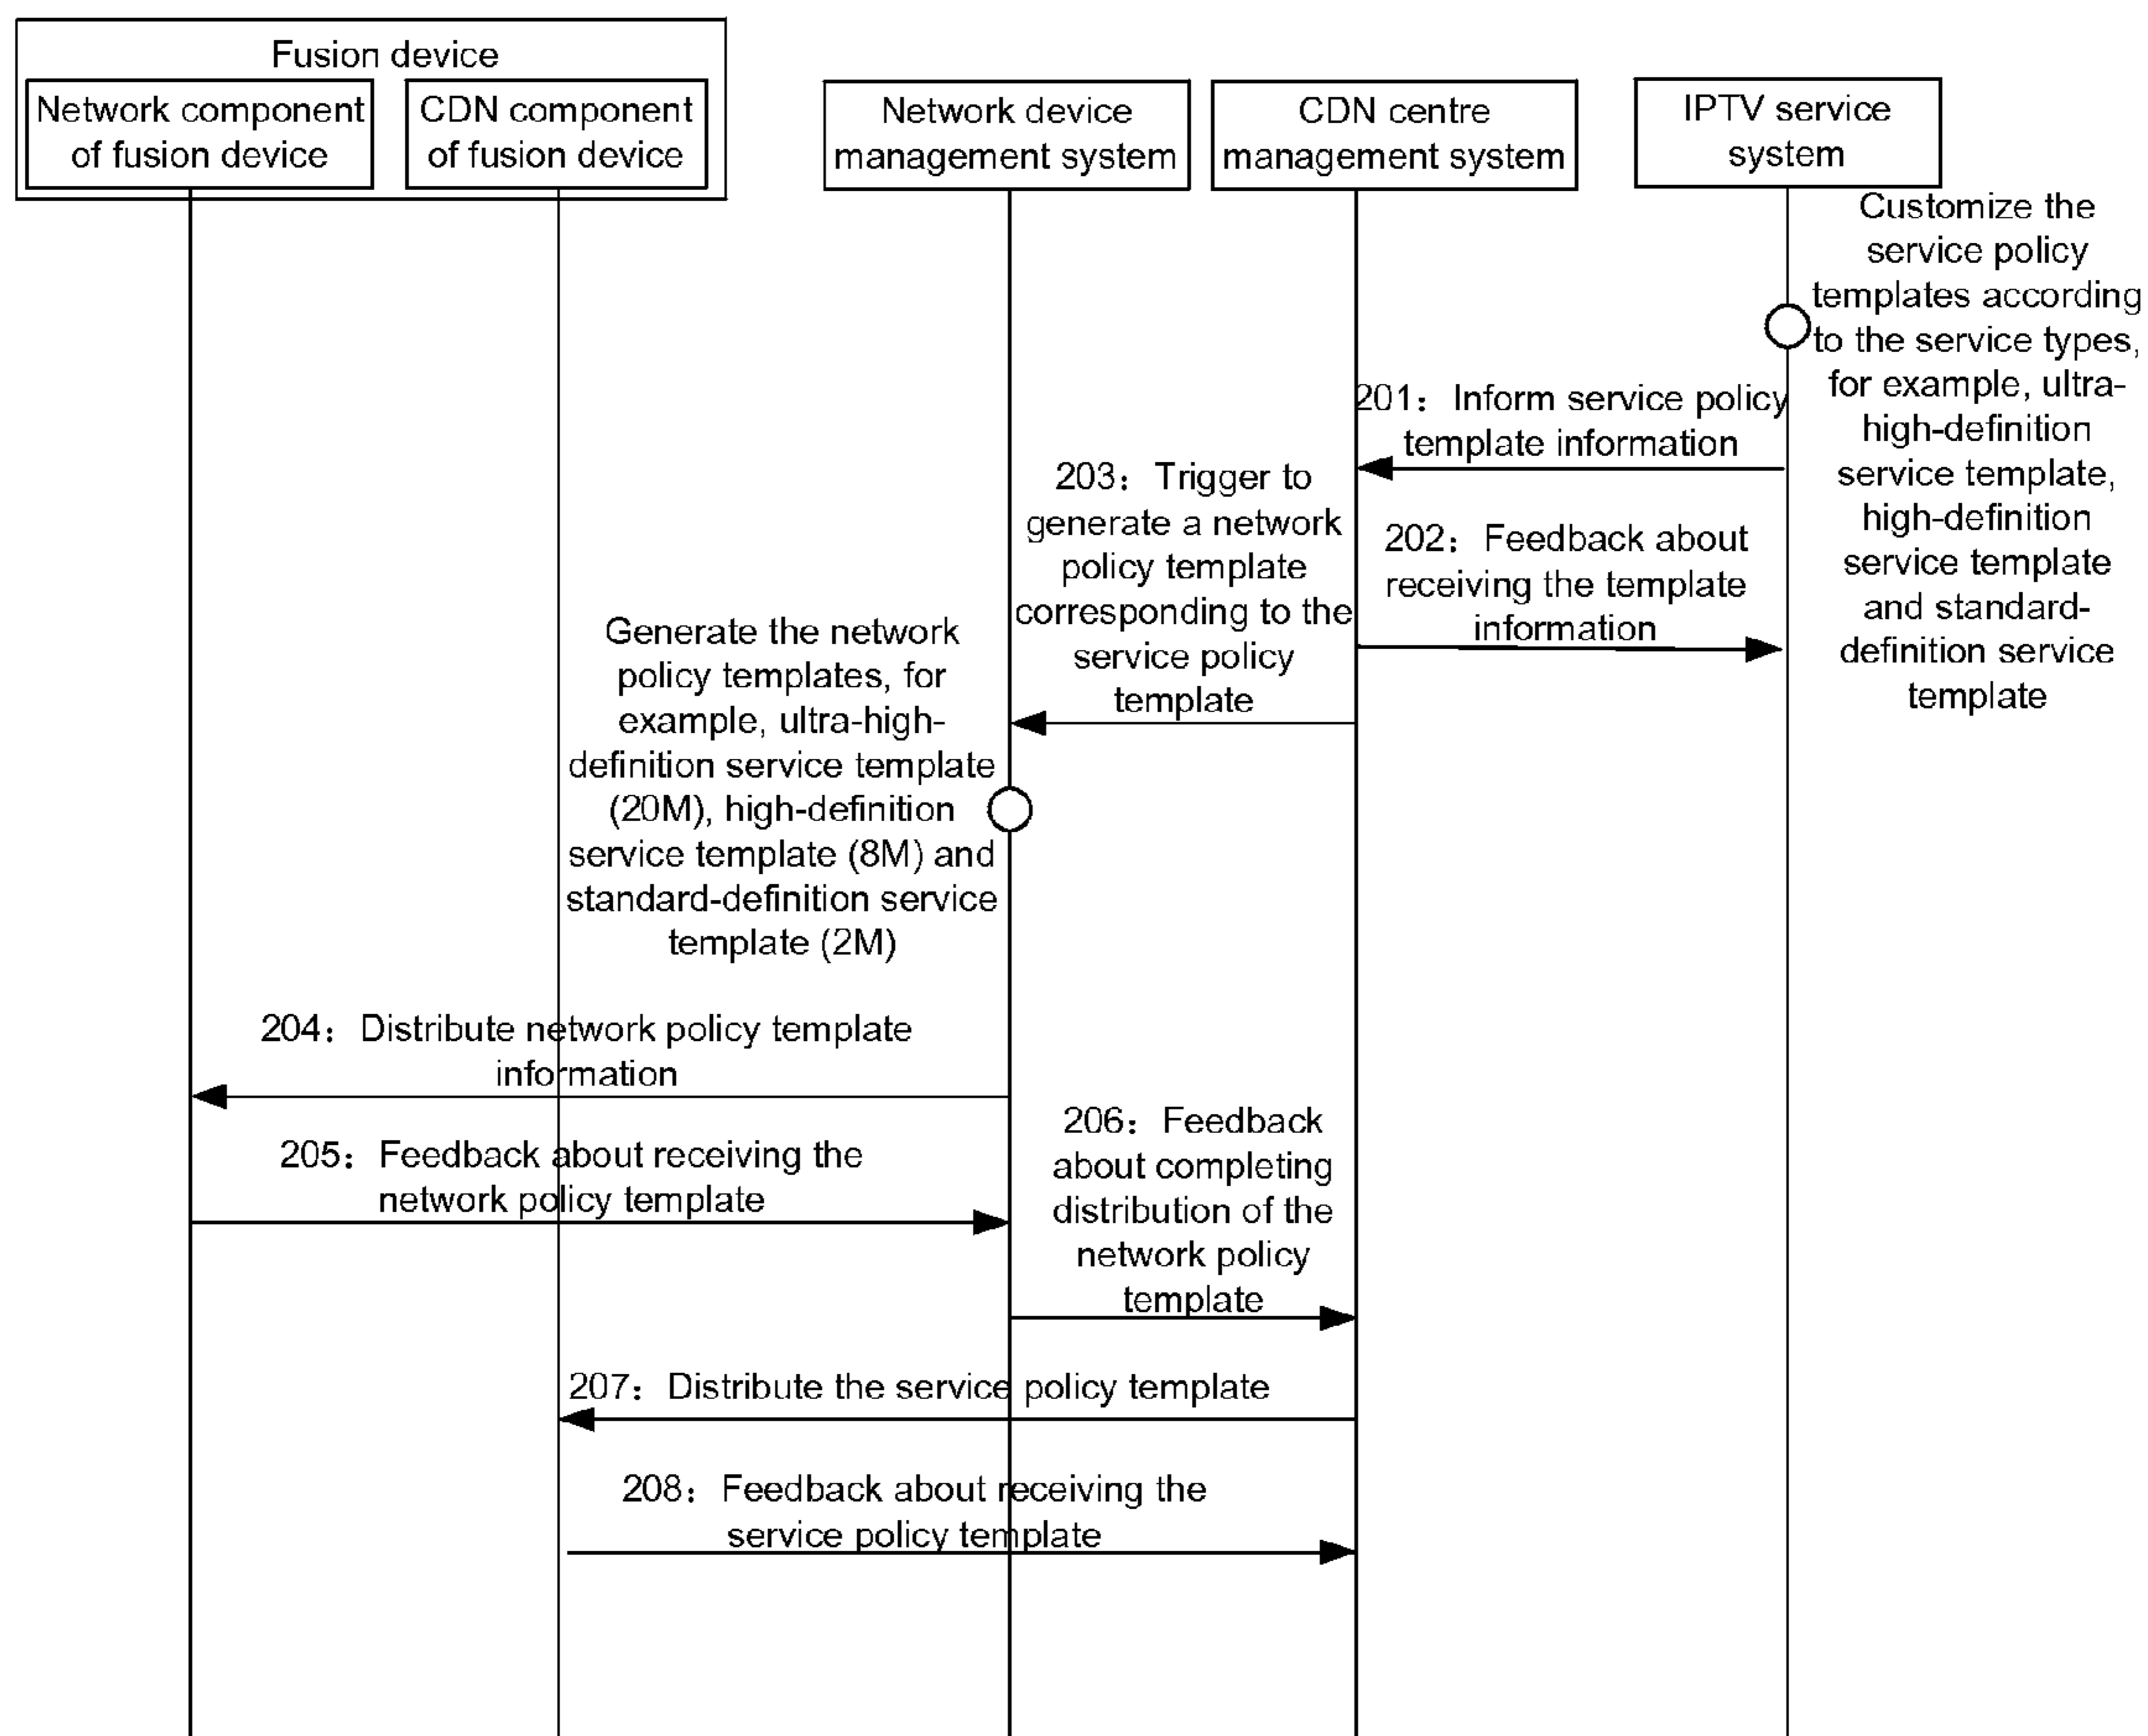 Fusion device
Network component
of fusion device
CDN component
of fusion device
Network device
management system
CDN centre
management system
IPTV service
system
Customize the
service policy
templates according
to the service types,
for example, ultra-
high-definition
service template,
high-definition
service template
and standard-
definition service
template
201： Inform service policy
template information
202： Feedback about
receiving the template
information
203： Trigger to
generate a network
policy template
corresponding to the
service policy
template
Generate the network
policy templates, for
example, ultra-high-
definition service template
(20M), high-definition
service template (8M) and
standard-definition service
template (2M)
204： Distribute network policy template
information
205： Feedback about receiving the
network policy template
206： Feedback
about completing
distribution of the
network policy
template
207： Distribute the service policy template
208： Feedback about receiving the
service policy template